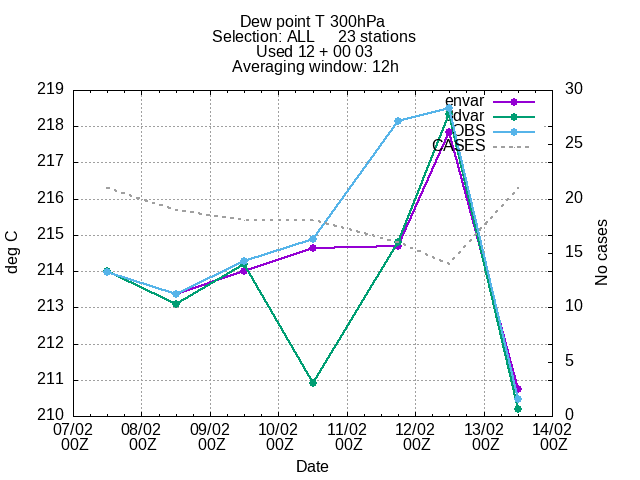 Dew point T 300hPa
Selection: ALL 23 stations
Used 12 + 00 03
Averaging window: 12h
envar
dvar
OBS
CASES
219
218
217
216
215
214
213
212
211
210
deg C
30
25
20
15
10
5
0
No cases
07/02 08/02 09/02 10/02 11/02 12/02 13/02 14/02
00Z 00Z 00Z 00Z 00Z 00Z 00Z 00Z
Date